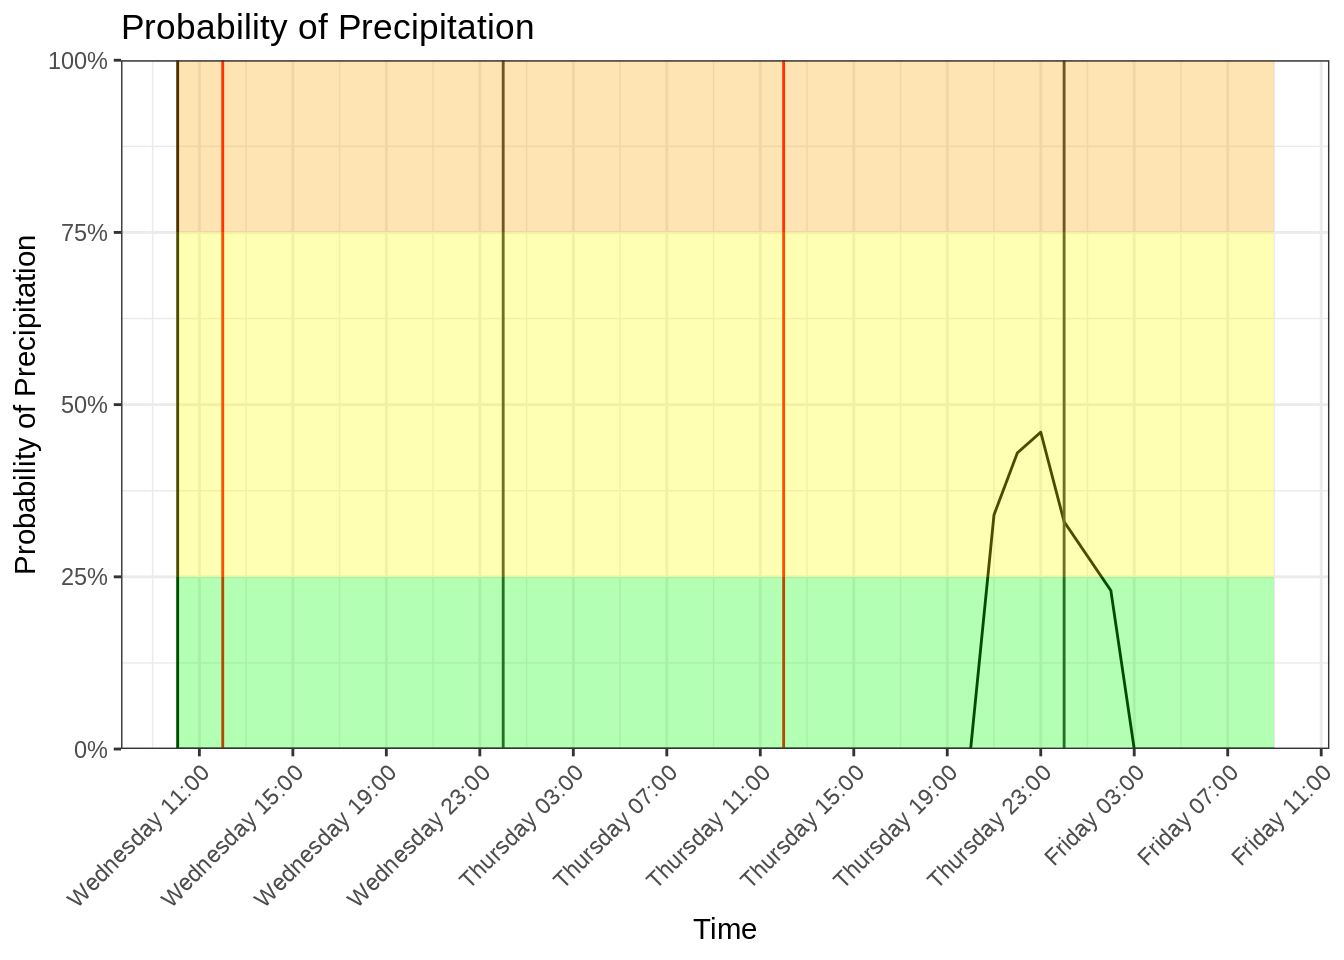 Probability of Precipitation
Probability of Precipitation
100%
75%
50%
25%
0%
Wednesday 11:00
Wednesday 15:00
Wednesday 19:00
Wednesday 23:00
Thursday 03:00
Thursday 07:00
Thursday 11:00
Thursday 15:00
Thursday 19:00
Thursday 23:00
Friday 03:00
Friday 07:00
Friday 11:00
Time